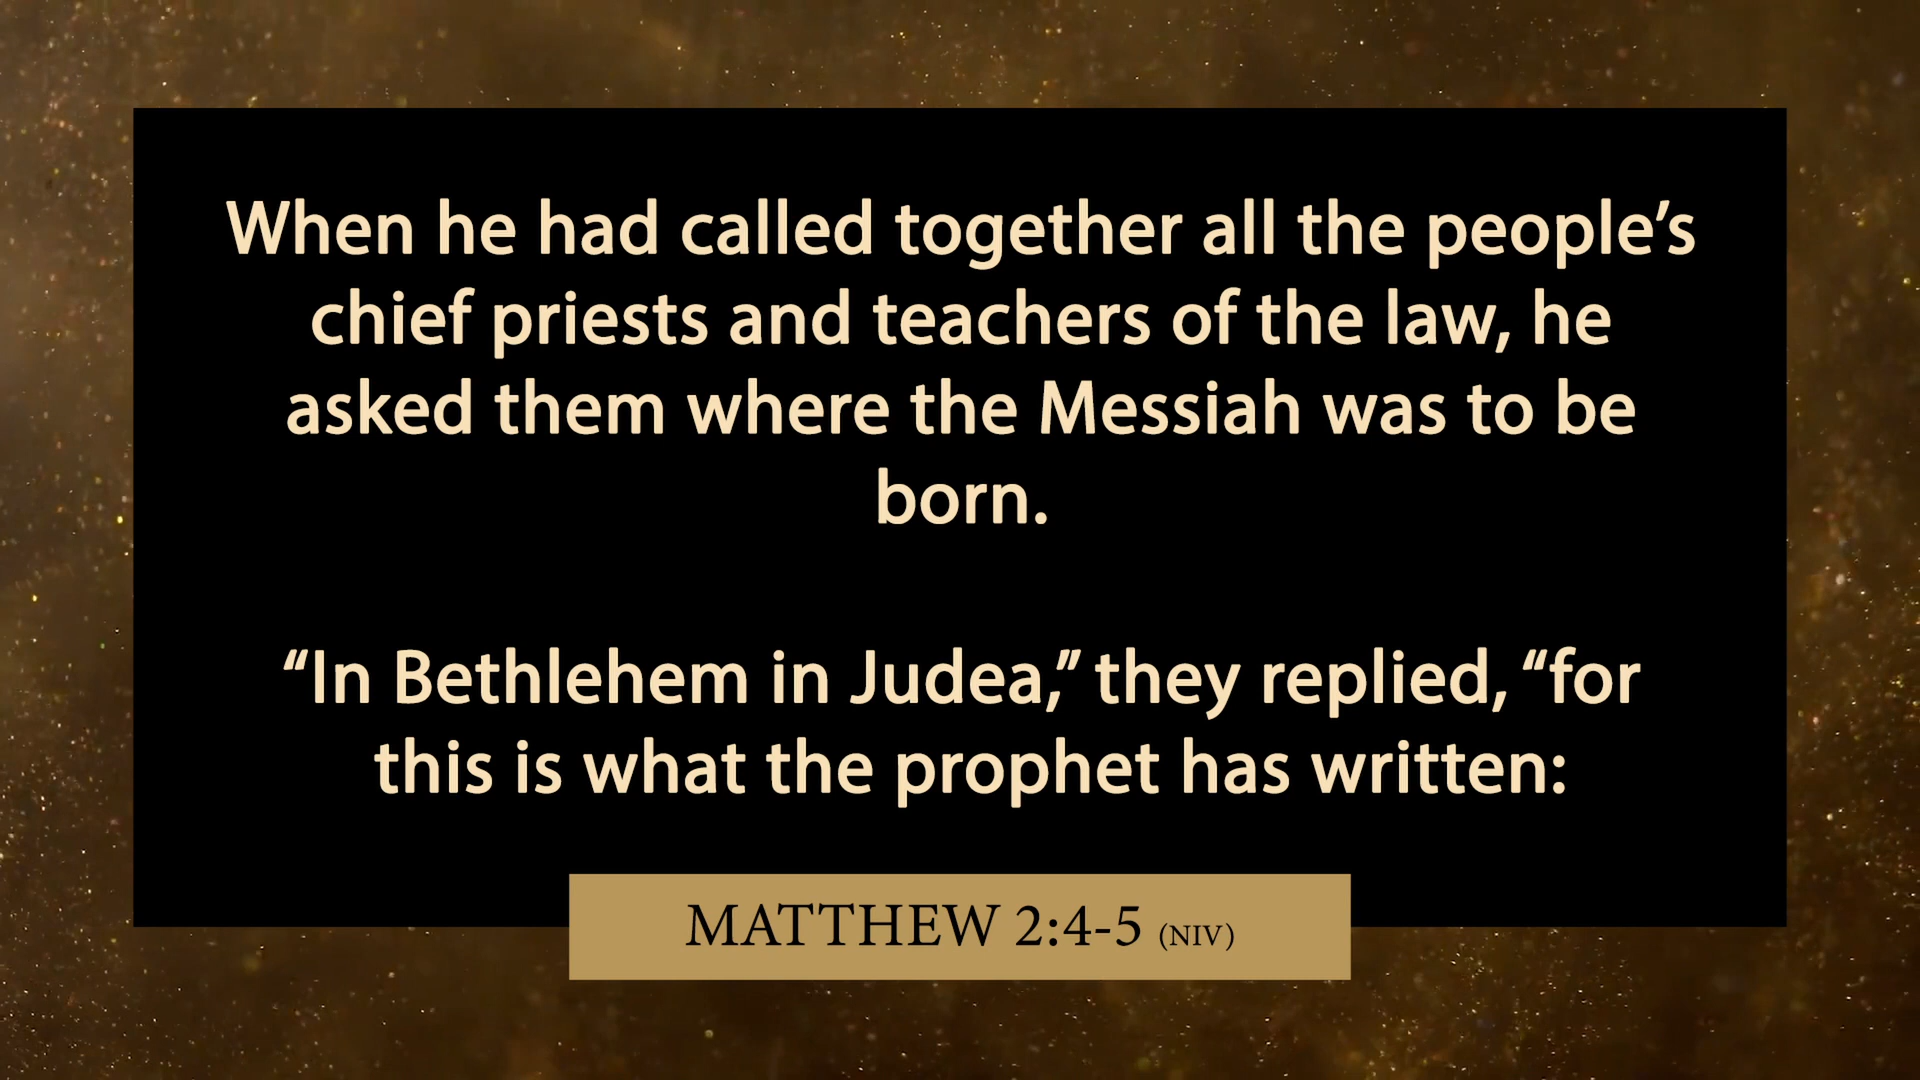 When he had called together all the people’s
chief priests and teachers of the law, he
asked them where the Messiah was to be
born.
“In Bethlehem in Judea,” they replied, “for
this is what the prophet has written:
MATTHEW 2:4-5 (NIV)